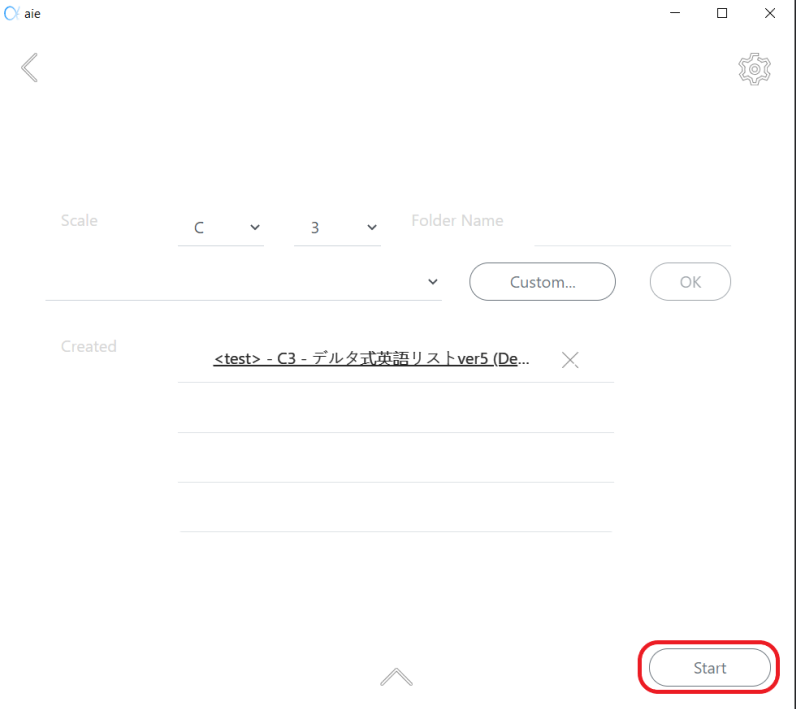 aie
Scale
C
3
Folder Name
Custom...
OK
Created
<test> - C3 - デルタ式英語リストver5 (De...
Start